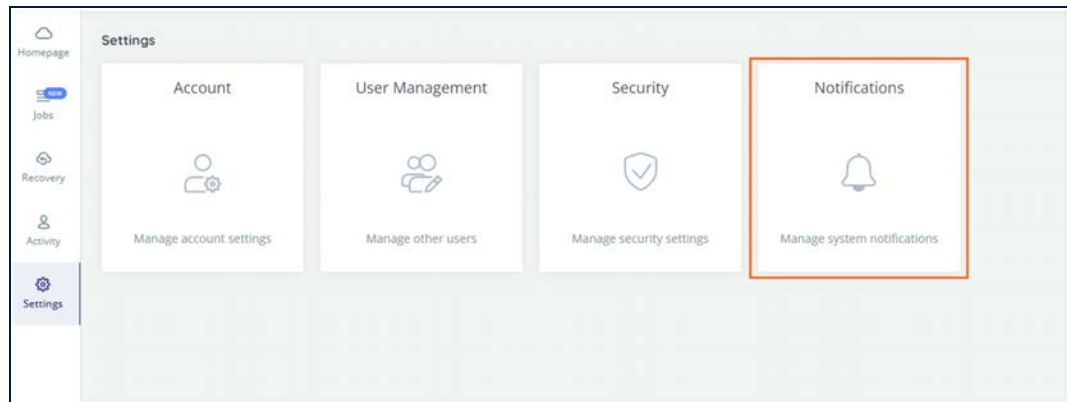 Homepage
NEW
Jobs
Recovery
Activity
Settings
Settings
Account
User Management
Security
Notifications
Manage account settings
Manage other users
Manage security settings
Manage system notifications